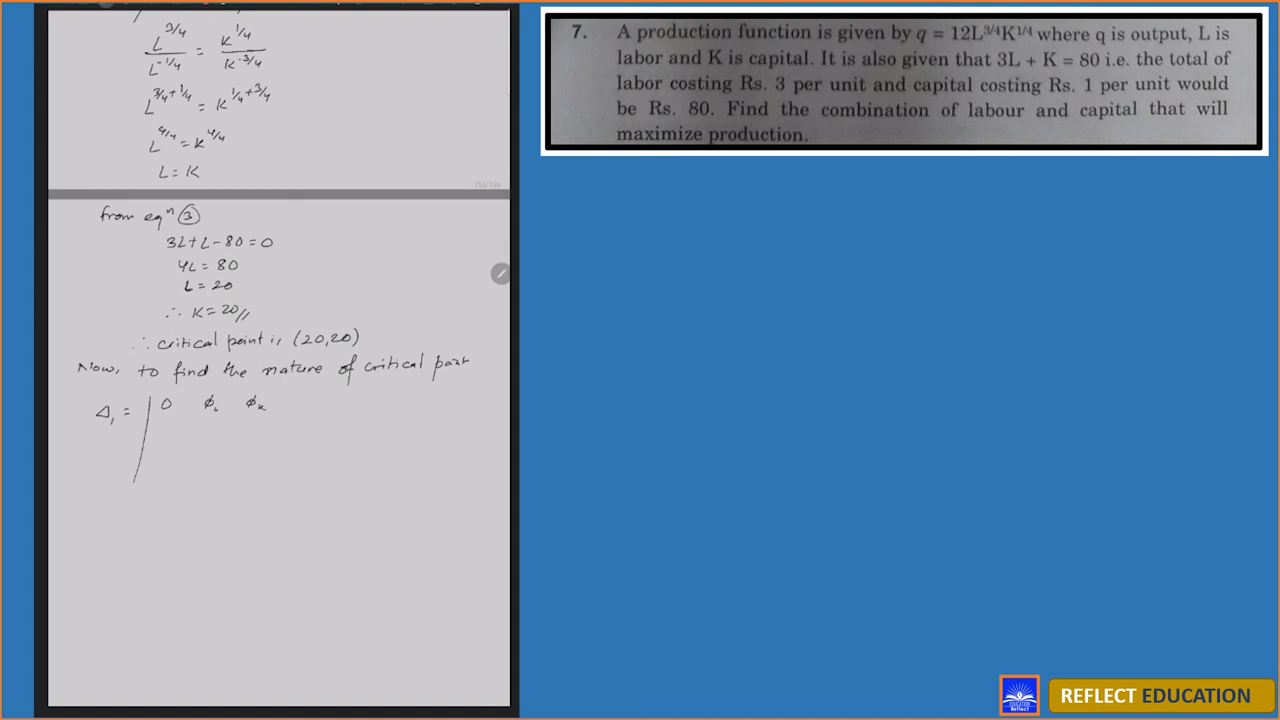 L^3/4 / L^-1/4 = K^1/4 / K^-3/4
L^3/4+1/4 = K^1/4+3/4
L^4/4 = K^4/4
L = K
152/159
from eqn ③
3L+L-80=0
4L=80
L=20
∴ K=20//
∴ critical point is (20,20)
Now, to find the nature of critical point
Δ₁ = | 0 ϕL ϕK
7. A production function is given by q = 12L^3/4K^1/4 where q is output, L is
labor and K is capital. It is also given that 3L + K = 80 i.e. the total of
labor costing Rs. 3 per unit and capital costing Rs. 1 per unit would
be Rs. 80. Find the combination of labour and capital that will
maximize production.
REFLECT EDUCATION